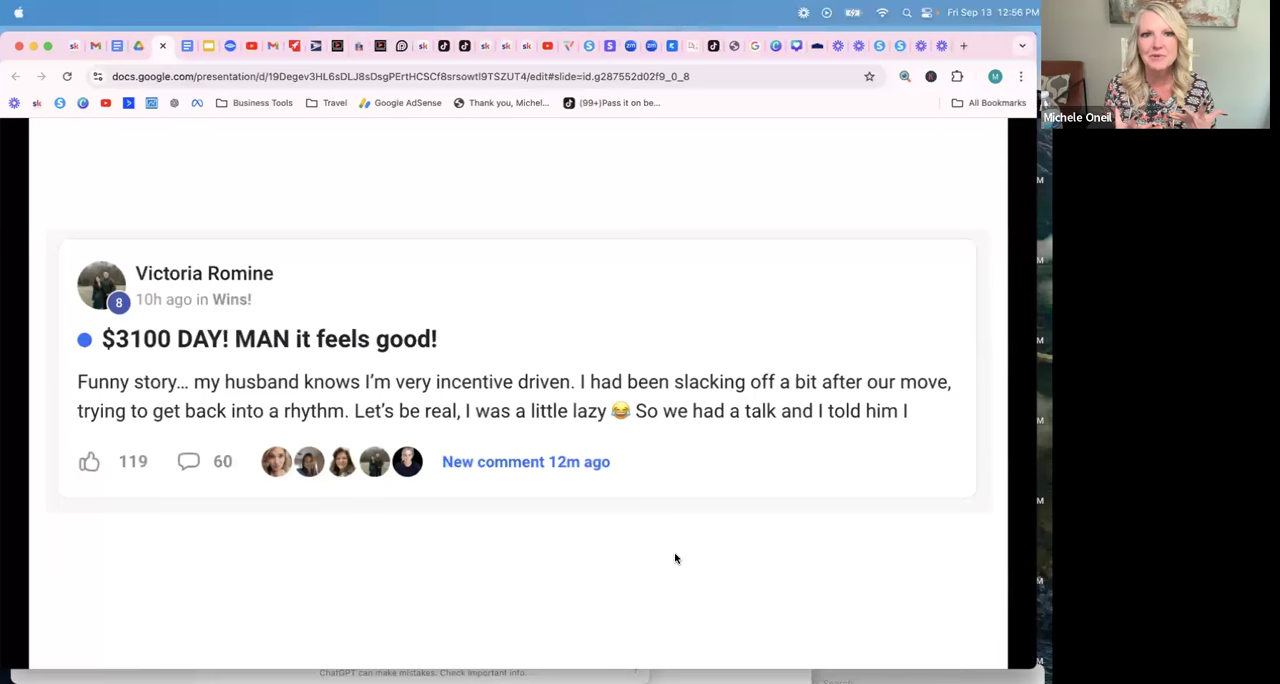 Fri Sep 13 12:56 PM
docs.google.com/presentation/d/19Degev3HL6sDLJ8sDsgPErtHCSCf8srsowtI9TSZUT4/edit#slide=id.g287552d02f9_0_8
M
Business Tools
Travel
Google AdSense
Thank you, Michel...
(99+)Pass it on be...
All Bookmarks
Michele Oneil
Victoria Romine
8
10h ago in Wins!
$3100 DAY! MAN it feels good!
Funny story... my husband knows I'm very incentive driven. I had been slacking off a bit after our move,
trying to get back into a rhythm. Let's be real, I was a little lazy 😂 So we had a talk and I told him I
119
60
New comment 12m ago
ChatGPT can make mistakes. Check important info.
M
M
M
M
M
M
M